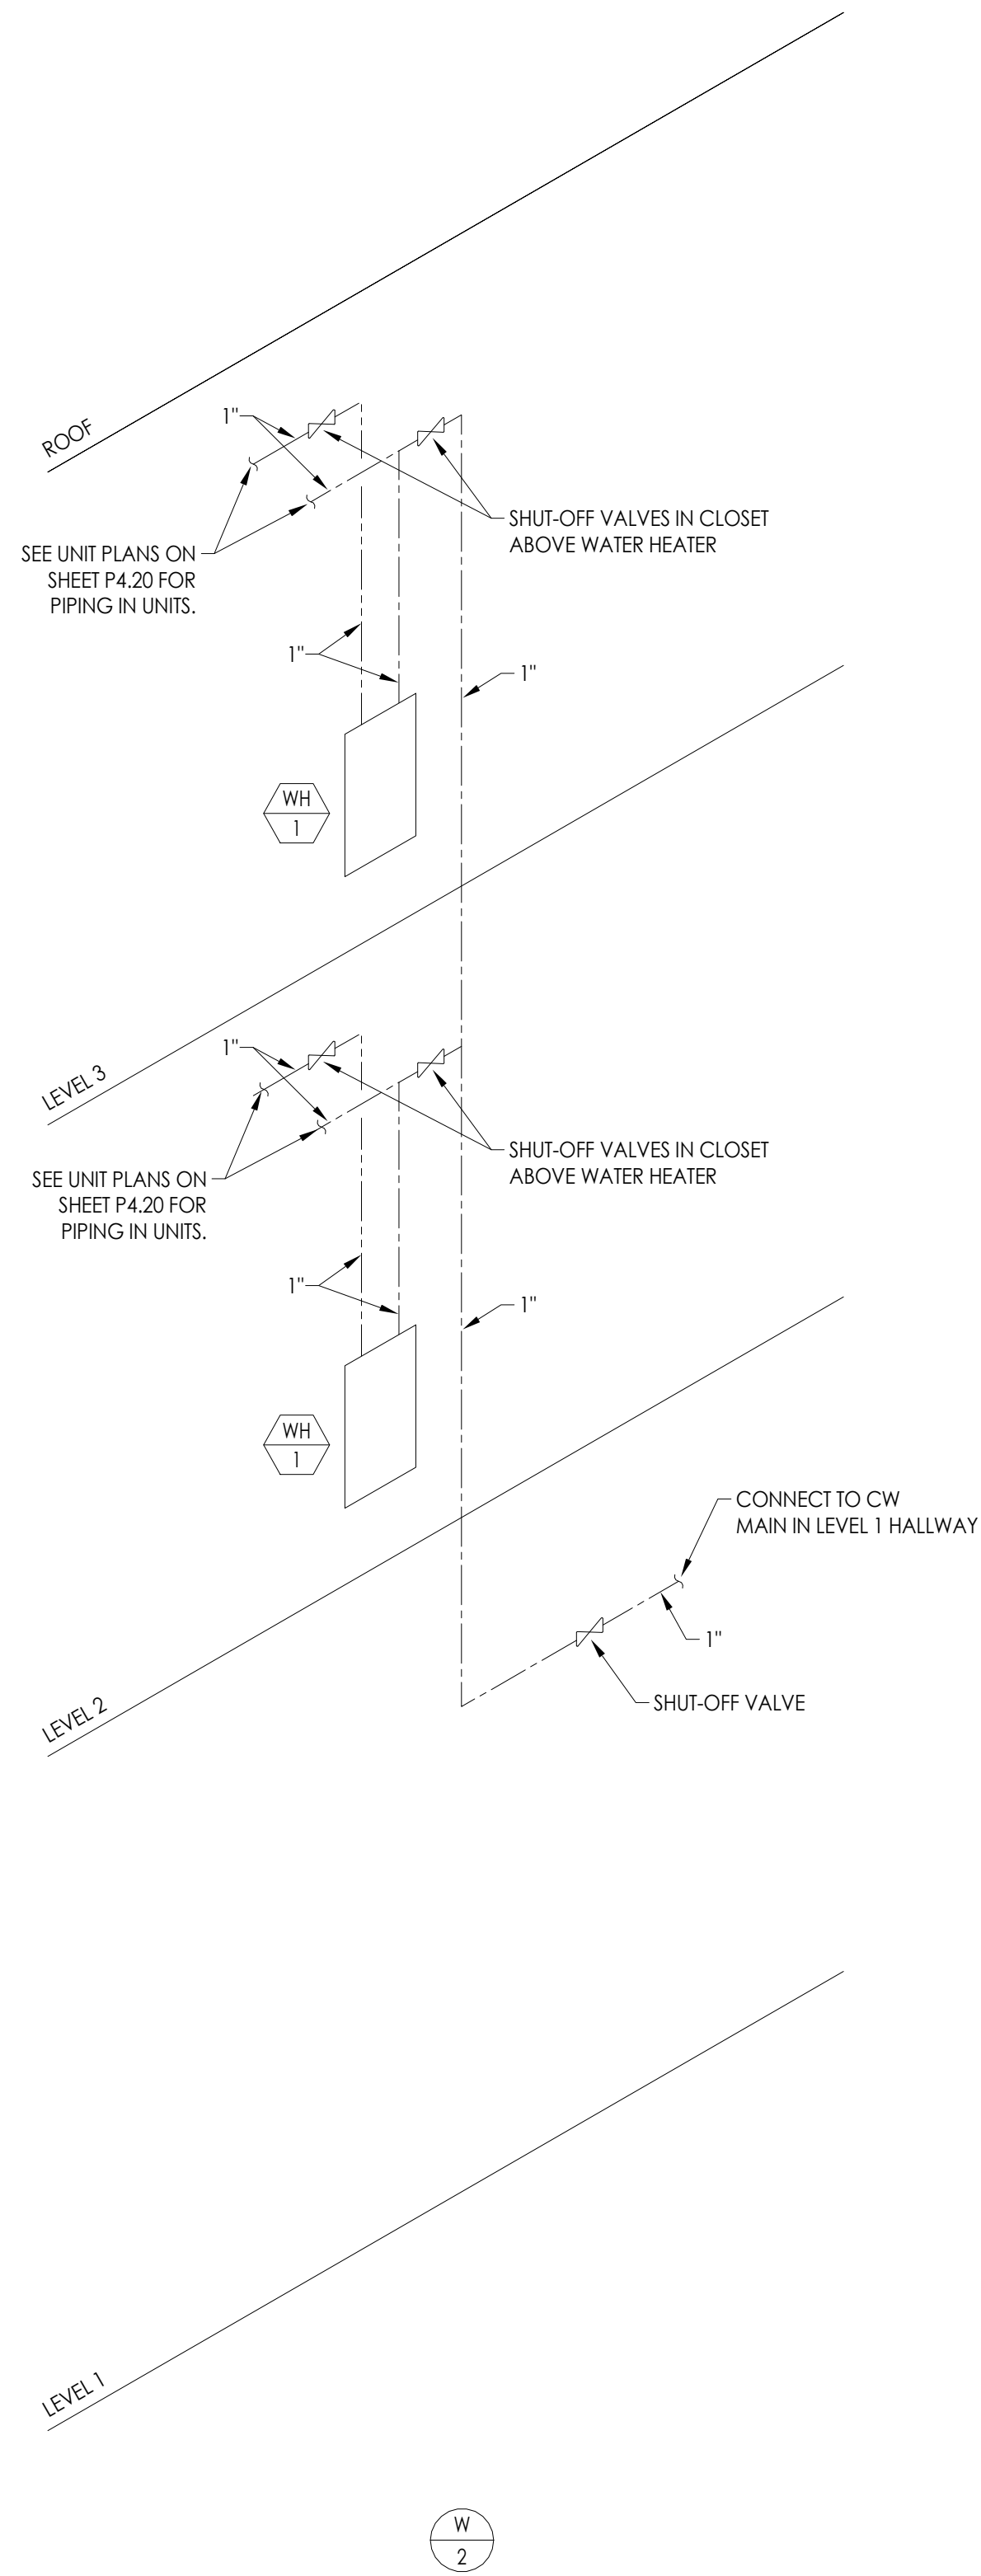 ROOF
1"
SHUT-OFF VALVES IN CLOSET
ABOVE WATER HEATER
SEE UNIT PLANS ON
SHEET P4.20 FOR
PIPING IN UNITS.
1"
1"
WH
1
LEVEL 3
1"
SHUT-OFF VALVES IN CLOSET
ABOVE WATER HEATER
SEE UNIT PLANS ON
SHEET P4.20 FOR
PIPING IN UNITS.
1"
1"
WH
1
CONNECT TO CW
MAIN IN LEVEL 1 HALLWAY
1"
SHUT-OFF VALVE
LEVEL 2
LEVEL 1
W
2